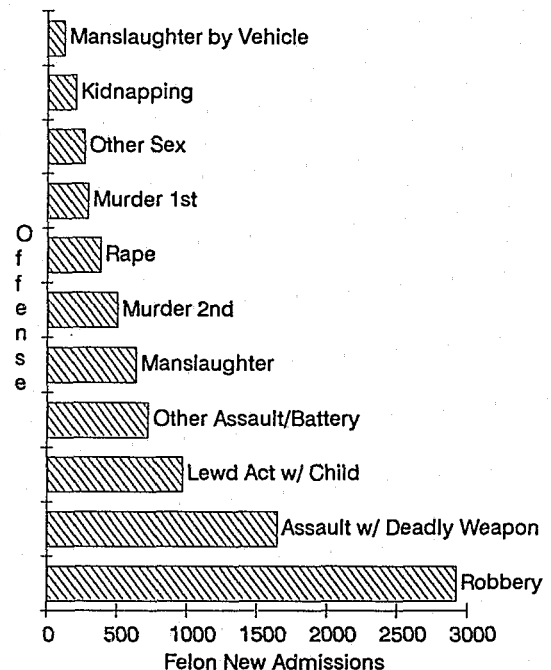 Manslaughter by Vehicle
Kidnapping
Other Sex
Murder 1st
Rape
Murder 2nd
Manslaughter
Other Assault/Battery
Lewd Act w/ Child
Assault w/ Deadly Weapon
Robbery
Offense
0 500 1000 1500 2000 2500 3000
Felon New Admissions